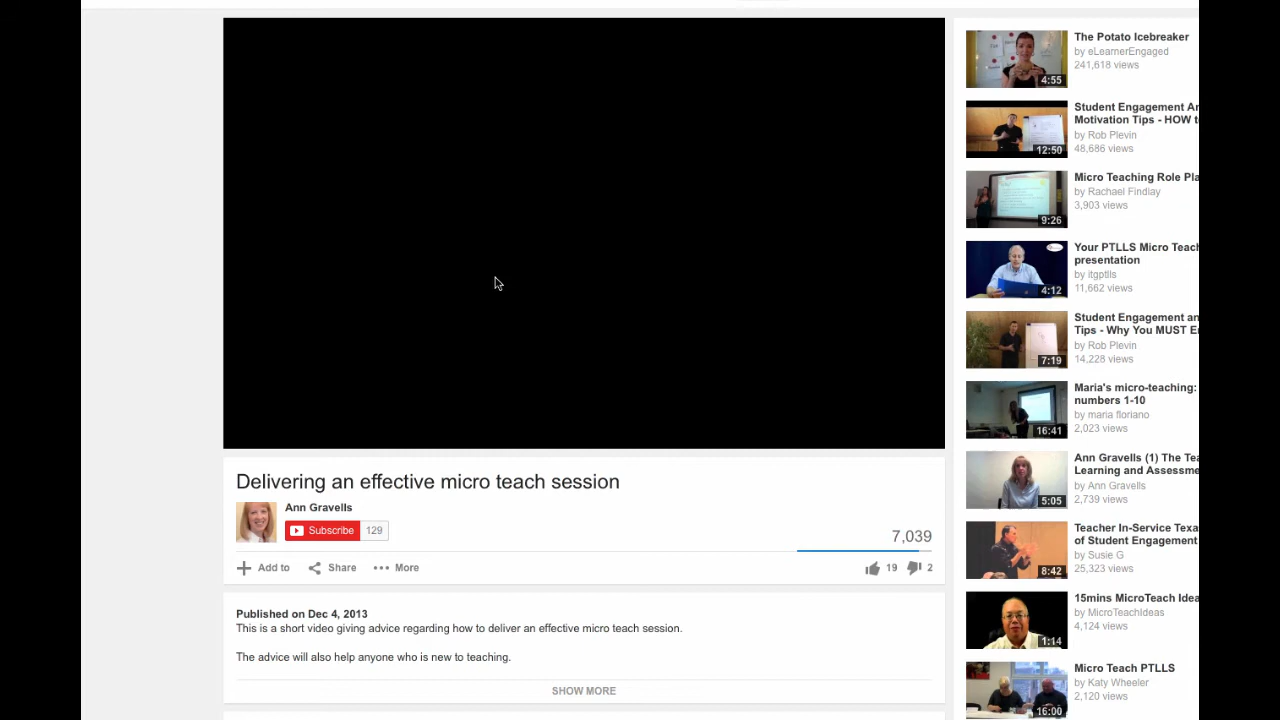 Delivering an effective micro teach session
Ann Gravells
Subscribe 129
7,039
Add to Share More 19 2
Published on Dec 4, 2013
This is a short video giving advice regarding how to deliver an effective micro teach session.
The advice will also help anyone who is new to teaching.
SHOW MORE
The Potato Icebreaker
by eLearnerEngaged
241,618 views
4:55
Student Engagement An
Motivation Tips - HOW t
by Rob Plevin
48,686 views
12:50
Micro Teaching Role Pla
by Rachael Findlay
3,903 views
9:26
Your PTLLS Micro Teach
presentation
by itgptlls
11,662 views
4:12
Student Engagement an
Tips - Why You MUST E
by Rob Plevin
14,228 views
7:19
Maria's micro-teaching:
numbers 1-10
by maria floriano
2,023 views
16:41
Ann Gravells (1) The Tea
Learning and Assessme
by Ann Gravells
2,739 views
5:05
Teacher In-Service Texa
of Student Engagement
by Susie G
25,323 views
8:42
15mins MicroTeach Idea
by MicroTeachIdeas
4,124 views
1:14
Micro Teach PTLLS
by Katy Wheeler
2,120 views
16:00